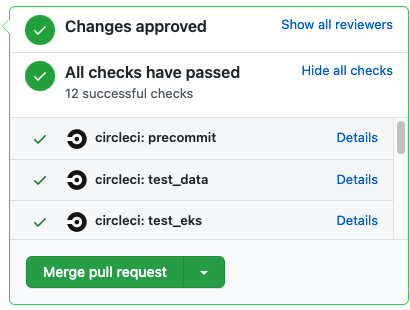 Changes approved
Show all reviewers
All checks have passed
Hide all checks
12 successful checks
circleci: precommit
Details
circleci: test_data
Details
circleci: test_eks
Details
Merge pull request